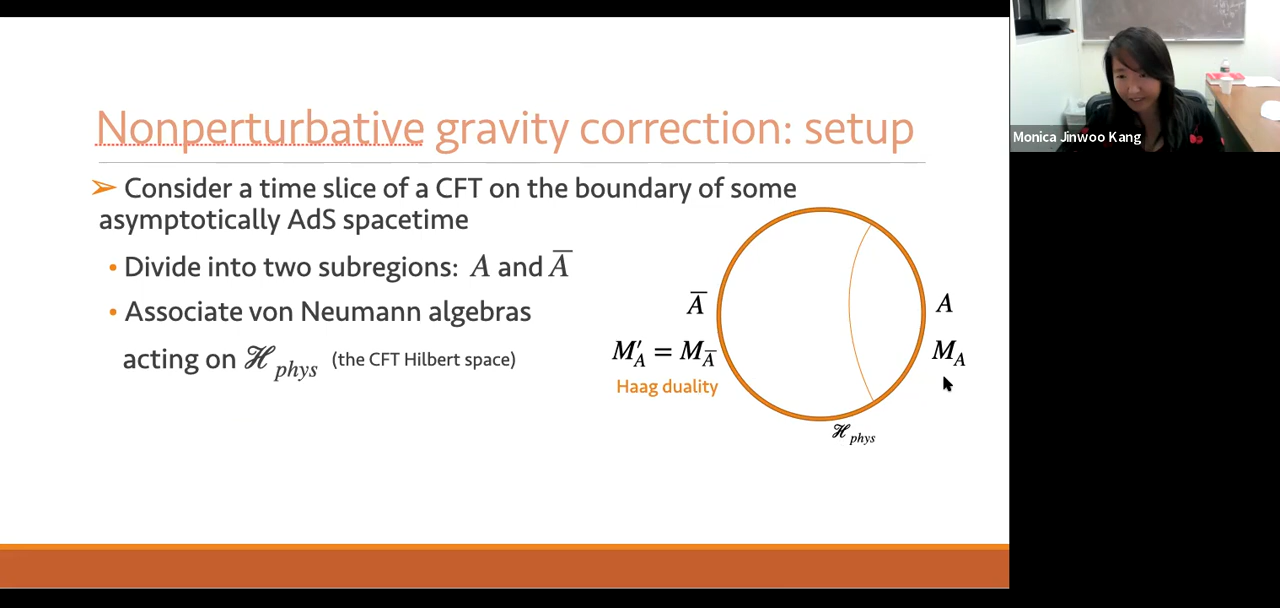 Nonperturbative gravity correction: setup
➢ Consider a time slice of a CFT on the boundary of some
asymptotically AdS spacetime
• Divide into two subregions: A and A̅
• Associate von Neumann algebras
acting on ℋ_phys (the CFT Hilbert space)
A̅
A
M′_A = M_A̅
M_A
Haag duality
ℋ_phys
Monica Jinwoo Kang